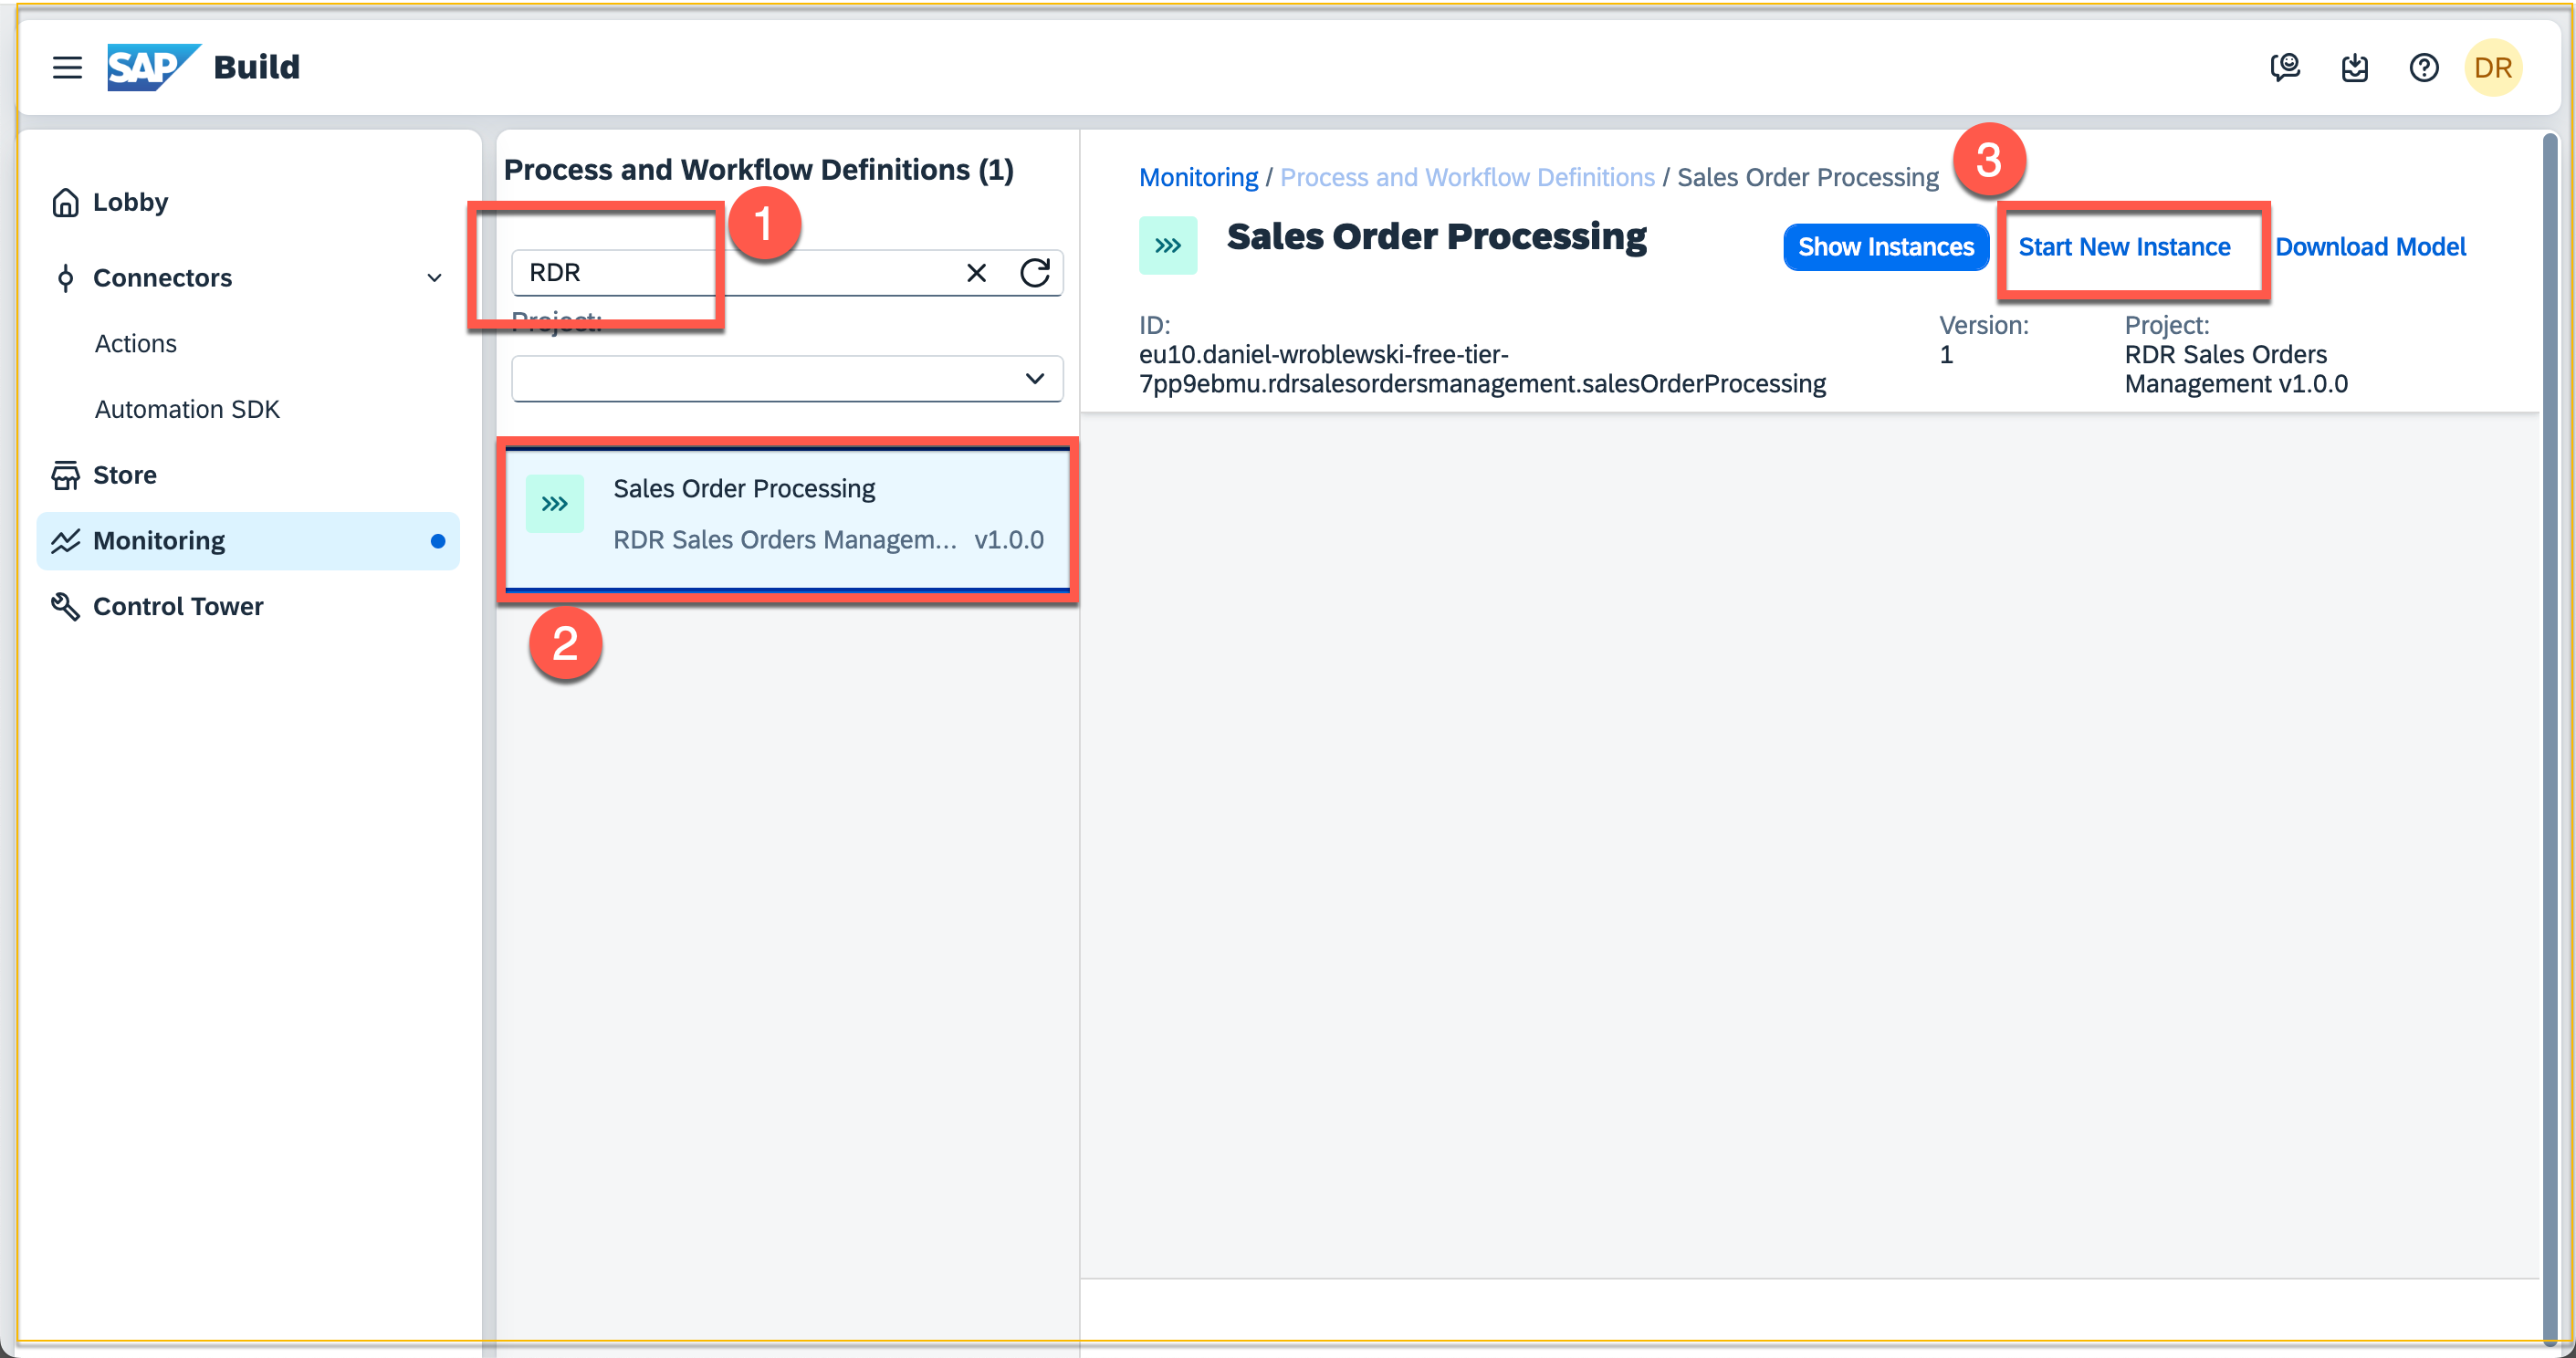 SAP Build
DR
Lobby
Connectors
Actions
Automation SDK
Store
Monitoring
Control Tower
Process and Workflow Definitions (1)
1
RDR
Project:
Sales Order Processing
RDR Sales Orders Managem... v1.0.0
2
Monitoring / Process and Workflow Definitions / Sales Order Processing
3
Sales Order Processing
Show Instances
Start New Instance
Download Model
ID:
eu10.daniel-wroblewski-free-tier-
7pp9ebmu.rdrsalesordersmanagement.salesOrderProcessing
Version:
1
Project:
RDR Sales Orders
Management v1.0.0